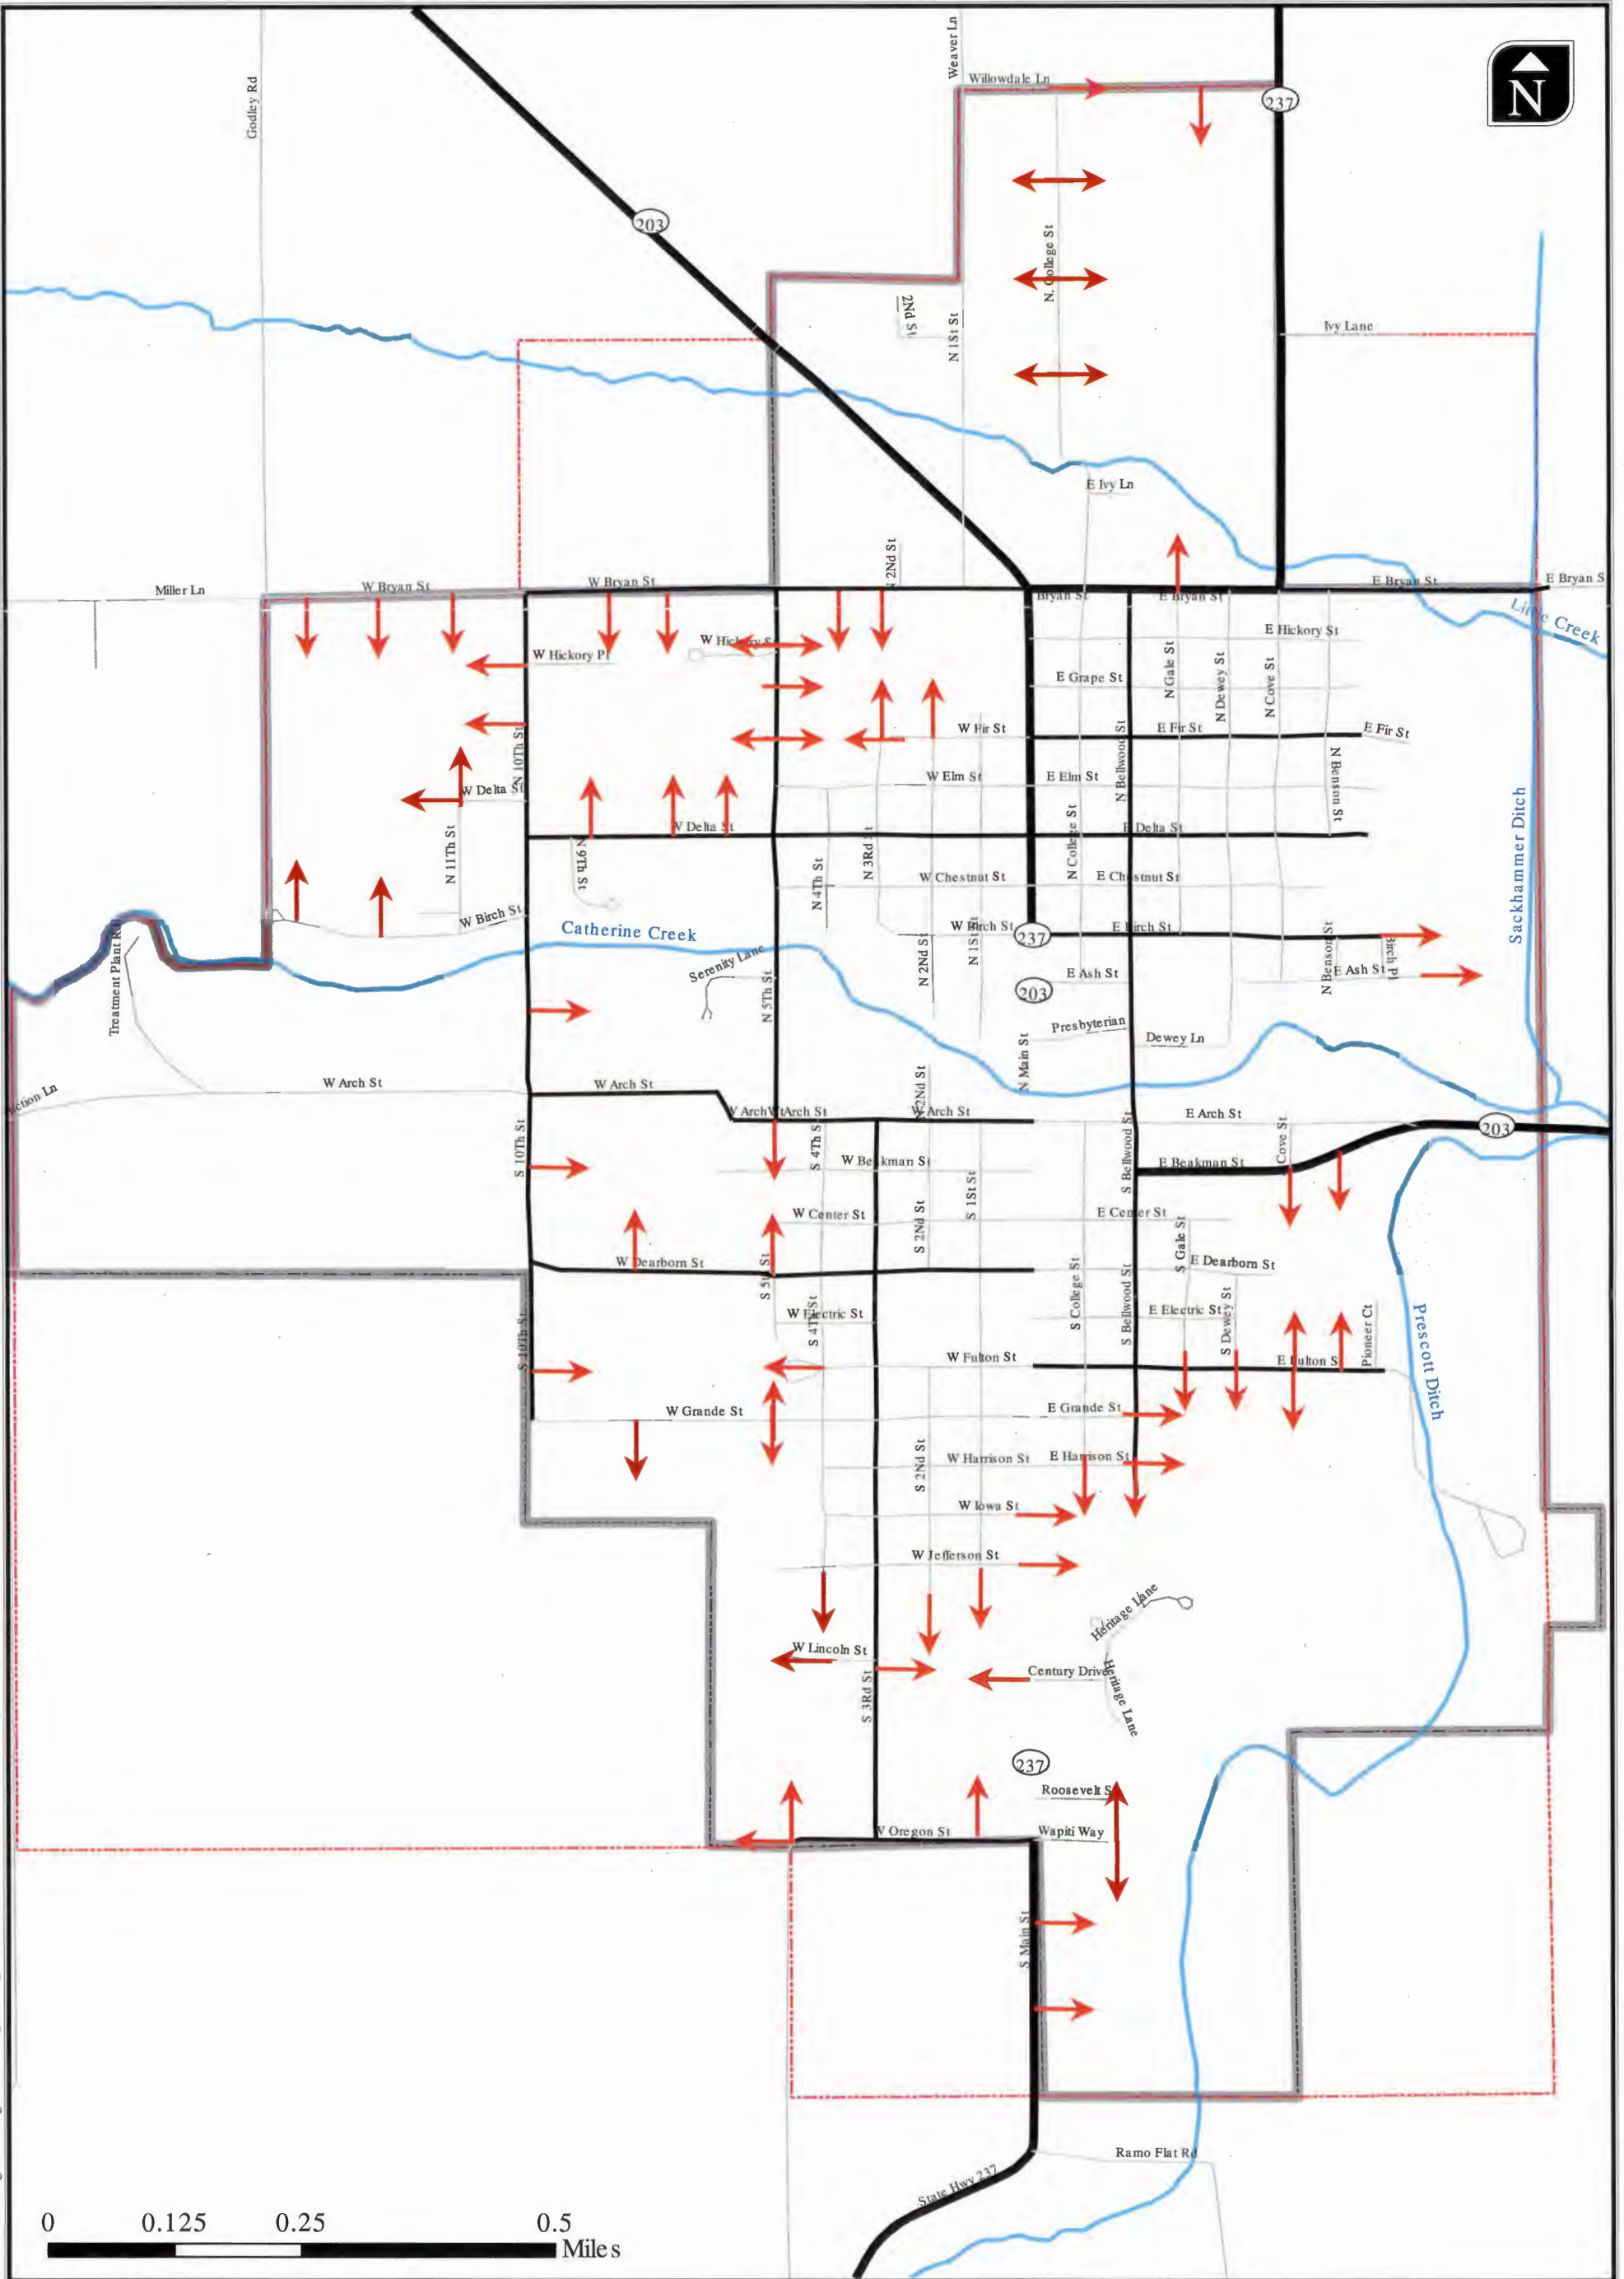 Weaver Ln
Willowdale Ln
237
N
Godley Rd
203
N. College St
2Nd St
N 1St St
Ivy Lane
E Ivy Ln
N 2Nd St
Miller Ln
W Bryan St
W Bryan St
Bryan St
E Bryan St
E Bryan St
E Bryan S
Little Creek
W Hickory St
E Hickory St
W Hickory Pl
E Grape St
N Gale St
N Dewey St
N Cove St
N 10Th St
W Fir St
E Fir St
E Fir St
N Bellwood St
N Benson St
W Elm St
E Elm St
W Delta St
W Delta St
E Delta St
N 11Th St
N 9Th St
N 4Th St
N 3Rd St
N College St
W Chestnut St
E Chestnut St
Sackhammer Ditch
W Birch St
W Birch St
E Birch St
237
Catherine Creek
Treatment Plant Rd
Serenity Lane
N 5Th St
N 2Nd St
N 1St St
E Ash St
N Benson St
E Ash St
Birch Pl
203
N Main St
Presbyterian
Dewey Ln
ction Ln
W Arch St
W Arch St
W Arch
W Arch St
N 2Nd St
W Arch St
E Arch St
203
S 10Th St
S 4Th S
W Beekman St
S Bellwood St
E Beakman St
Cove St
S 1St St
W Center St
S 2Nd St
E Center St
S Gale St
W Dearborn St
S 5th St
E Dearborn St
S 10Th St
W Electric St
S 4Th St
S College St
S Bellwood St
E Electric St
S Dewey St
Pioneer Ct
Prescott Ditch
W Fulton St
E Fulton S
W Grande St
E Grande St
S 2Nd St
W Harrison St
E Harrison St
W Iowa St
W Jefferson St
Heritage Lane
W Lincoln St
S 3Rd St
Century Drive
Heritage Lane
237
Roosevelt S
W Oregon St
Wapiti Way
S Main St
Ramo Flat Rd
State Hwy 237
0 0.125 0.25 0.5
Miles